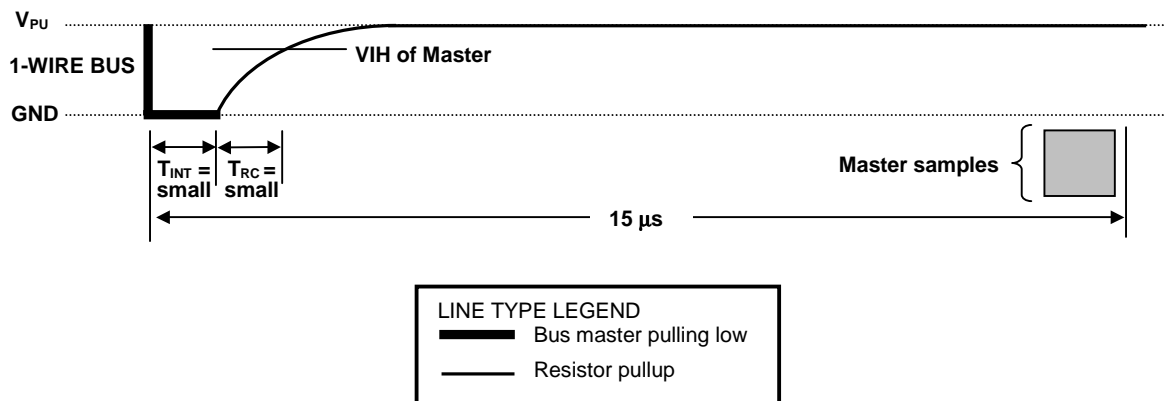 VPU
VIH of Master
1-WIRE BUS
GND
TINT = small
TRC = small
Master samples
15 μs
LINE TYPE LEGEND
Bus master pulling low
Resistor pullup